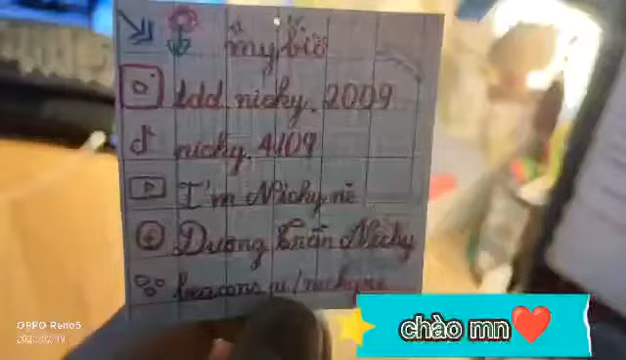 my bio
ldd.nicky.2009
nicky.4109
I'm Nicky nè
Dương Trần Nicky
chào mn
OPPO Reno5